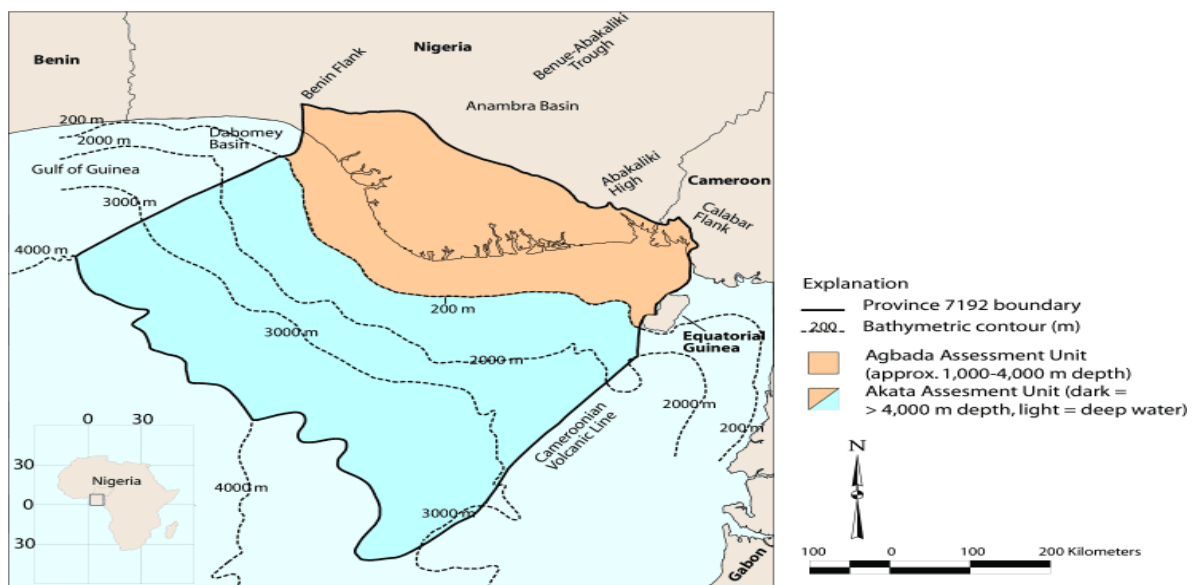 Benin
Nigeria
Benue-Abakaliki
Trough
Benin Flank
Anambra Basin
200 m
2000 m
Dahomey
Basin
Gulf of Guinea
3000 m
4000 m
Abakaliki
High
Cameroon
Calabar
Flank
200 m
3000 m
2000 m
Equatorial
Guinea
2000 m
200 m
Cameroonian
Volcanic Line
4000 m
3000 m
Gabon
0
30
30
0
30
Nigeria
Explanation
Province 7192 boundary
200
Bathymetric contour (m)
Agbada Assessment Unit
(approx. 1,000-4,000 m depth)
Akata Assesment Unit (dark =
> 4,000 m depth, light = deep water)
N
100 0 100 200 Kilometers